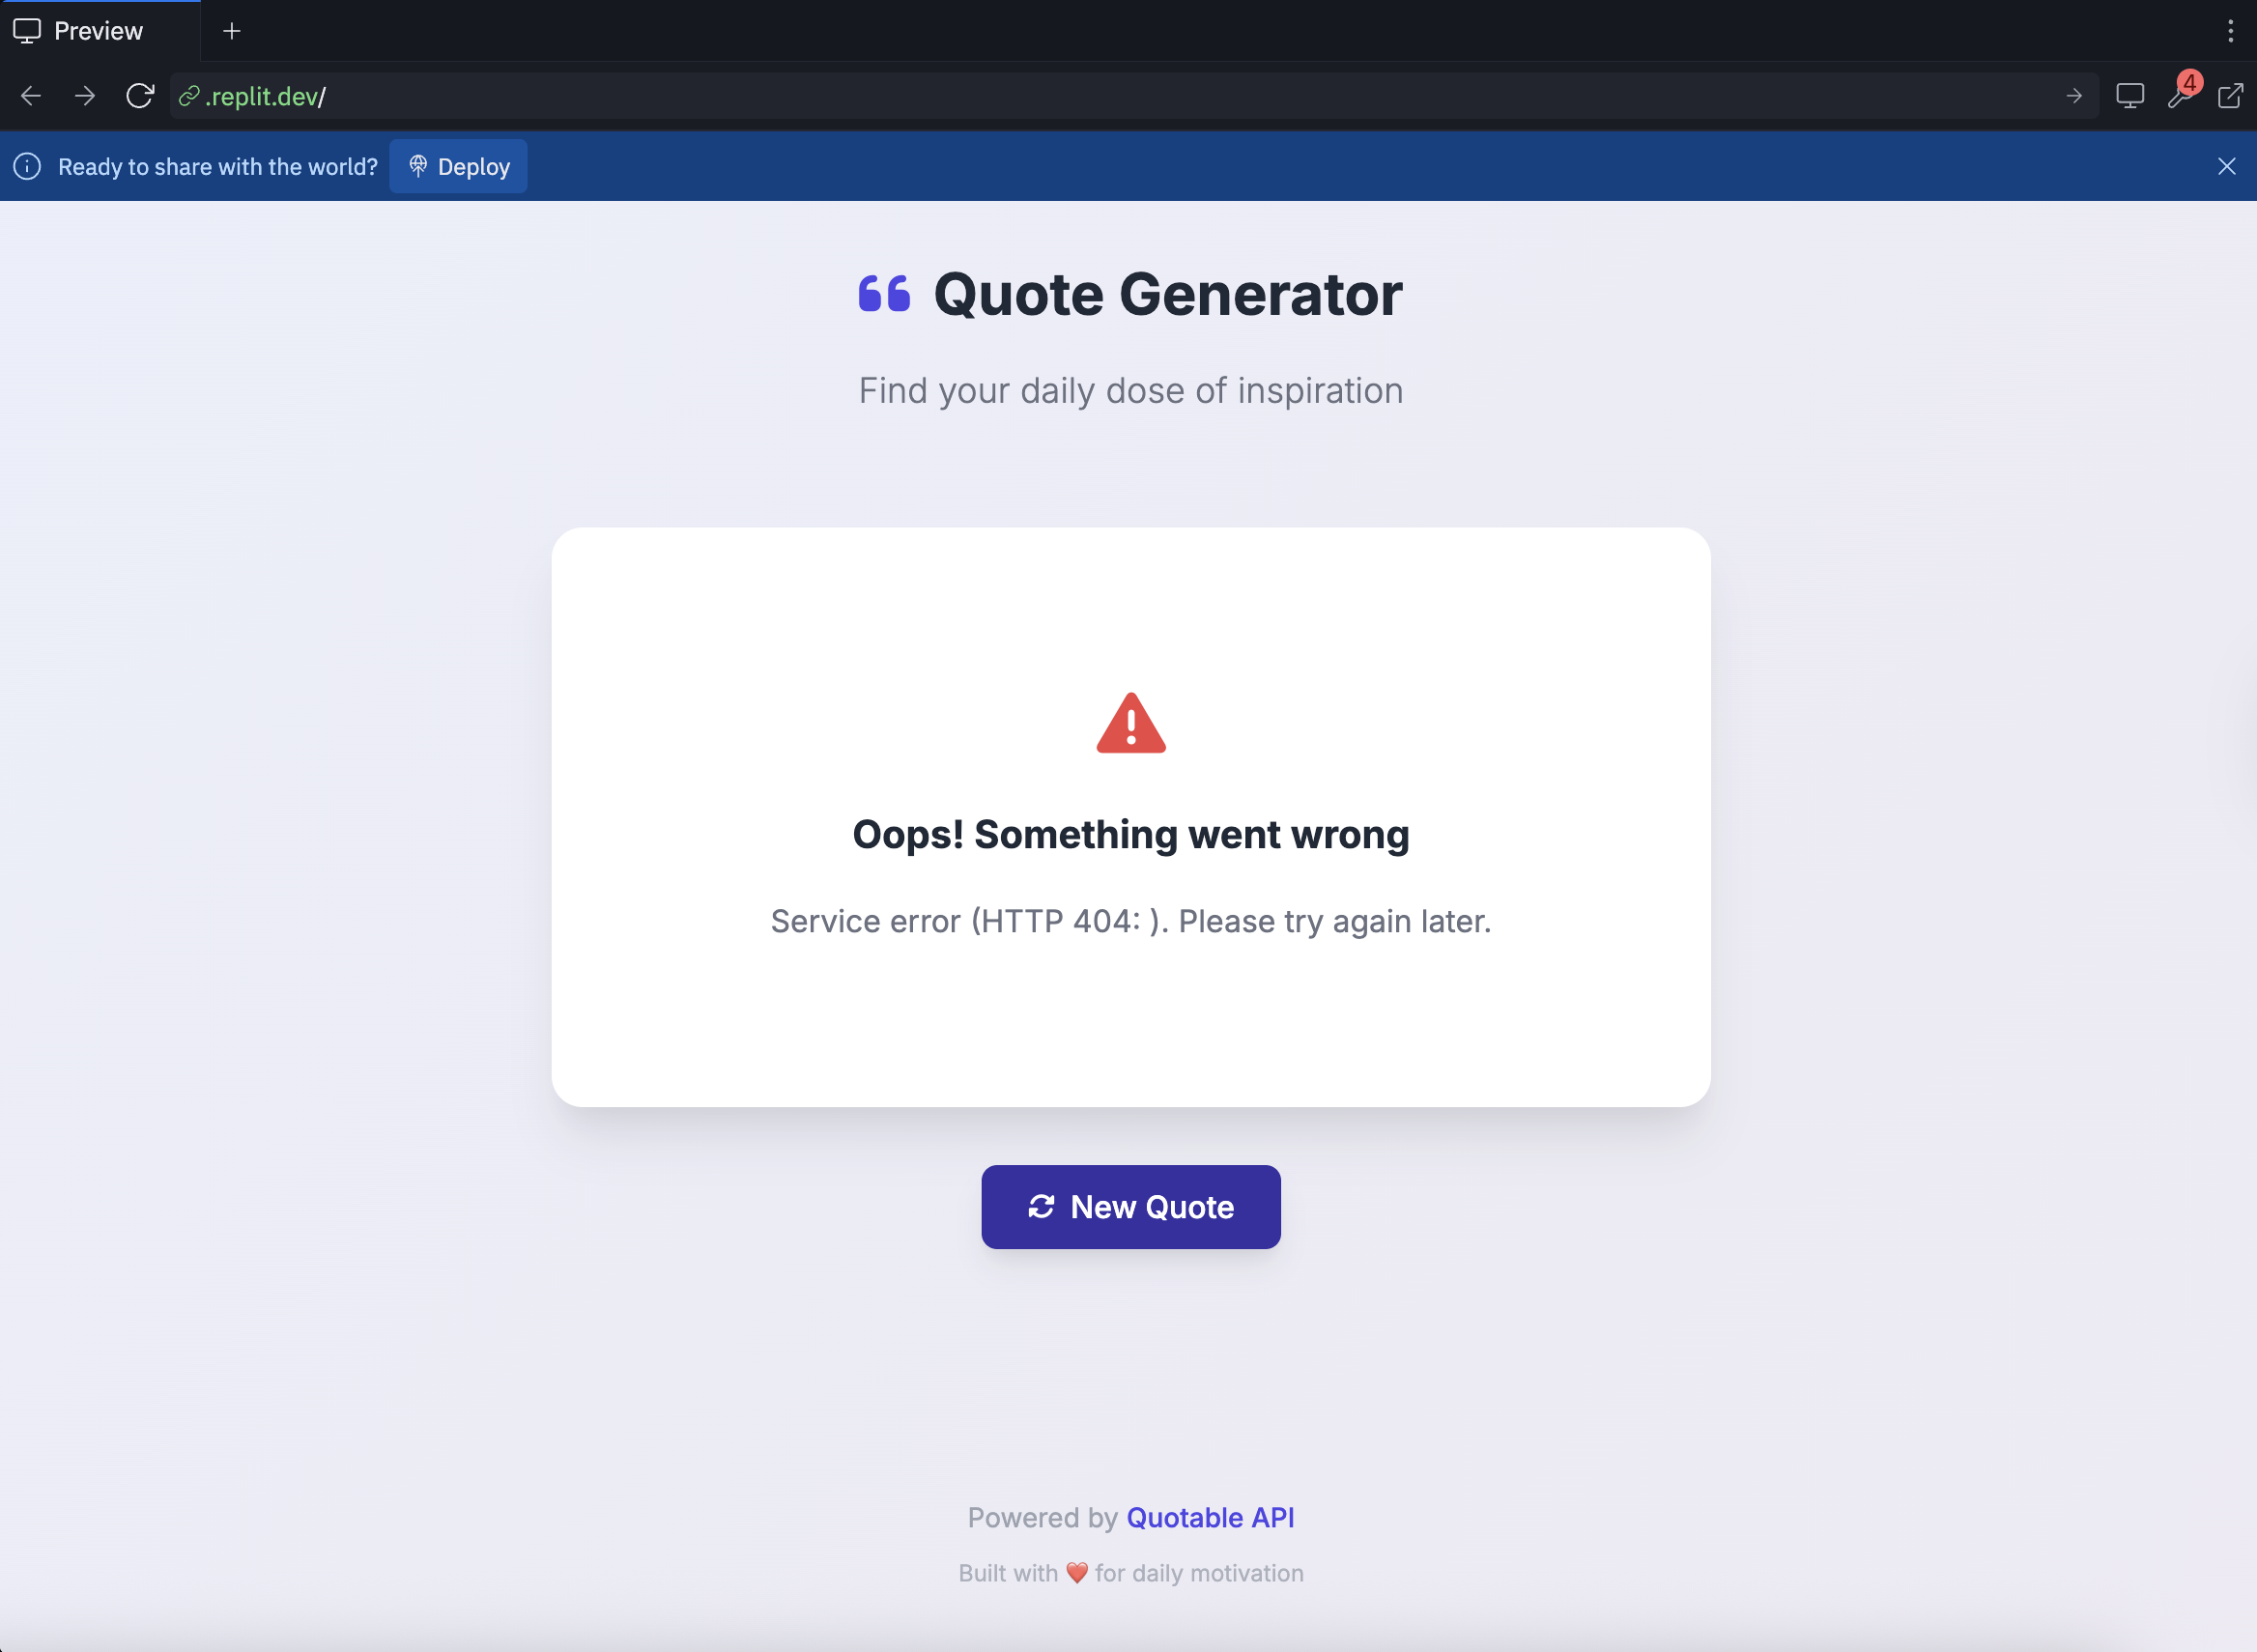 Preview
.replit.dev/
4
Ready to share with the world? Deploy
Quote Generator
Find your daily dose of inspiration
Oops! Something went wrong
Service error (HTTP 404: ). Please try again later.
New Quote
Powered by Quotable API
Built with ❤️ for daily motivation